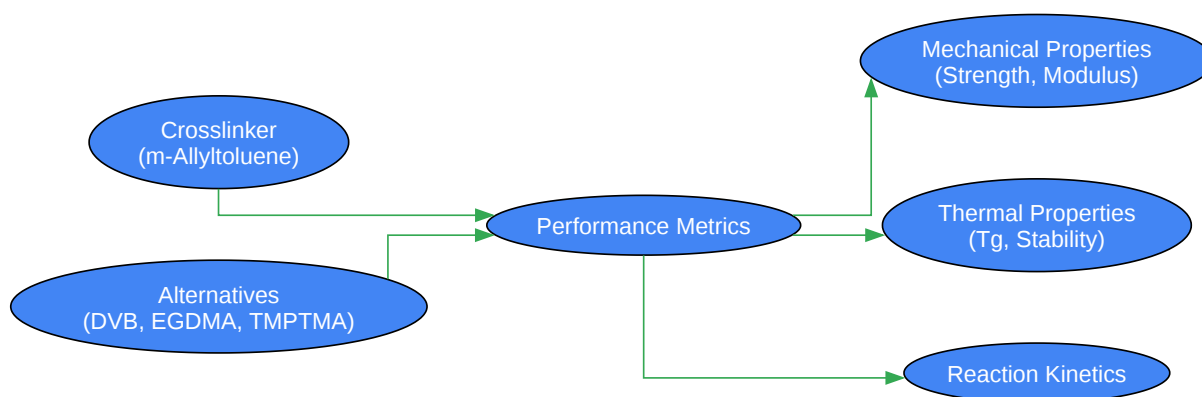 Crosslinker
(m-Allyltoluene)
Alternatives
(DVB, EGDMA, TMPTMA)
Performance Metrics
Mechanical Properties
(Strength, Modulus)
Thermal Properties
(Tg, Stability)
Reaction Kinetics